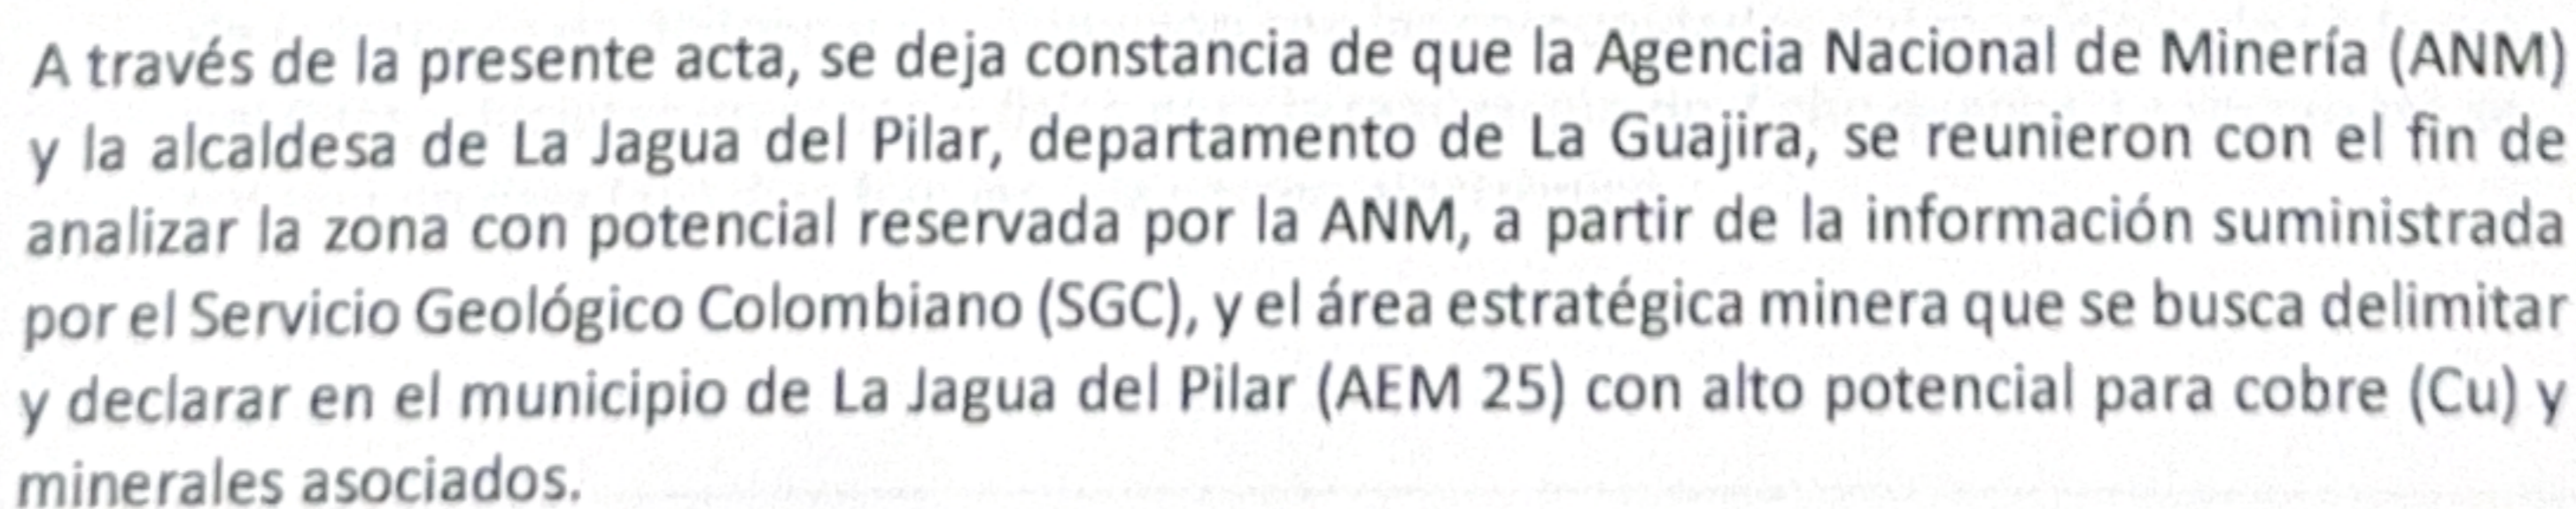 A través de la presente acta, se deja constancia de que la Agencia Nacional de Minería (ANM)
y la alcaldesa de La Jagua del Pilar, departamento de La Guajira, se reunieron con el fin de
analizar la zona con potencial reservada por la ANM, a partir de la información suministrada
por el Servicio Geológico Colombiano (SGC), y el área estratégica minera que se busca delimitar
y declarar en el municipio de La Jagua del Pilar (AEM 25) con alto potencial para cobre (Cu) y
minerales asociados.